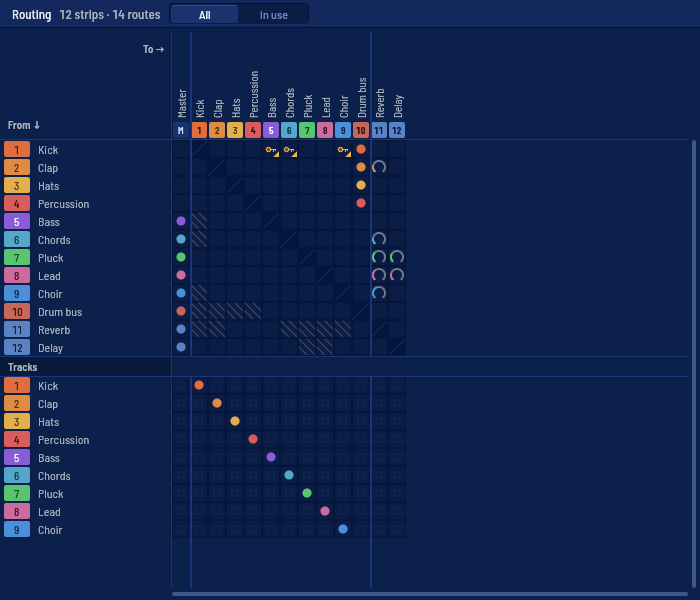 Routing 12 strips · 14 routes All In use
To →
Master Kick Clap Hats Percussion Bass Chords Pluck Lead Choir Drum bus Reverb Delay
From ↓ M 1 2 3 4 5 6 7 8 9 10 11 12
1 Kick
2 Clap
3 Hats
4 Percussion
5 Bass
6 Chords
7 Pluck
8 Lead
9 Choir
10 Drum bus
11 Reverb
12 Delay
Tracks
1 Kick
2 Clap
3 Hats
4 Percussion
5 Bass
6 Chords
7 Pluck
8 Lead
9 Choir